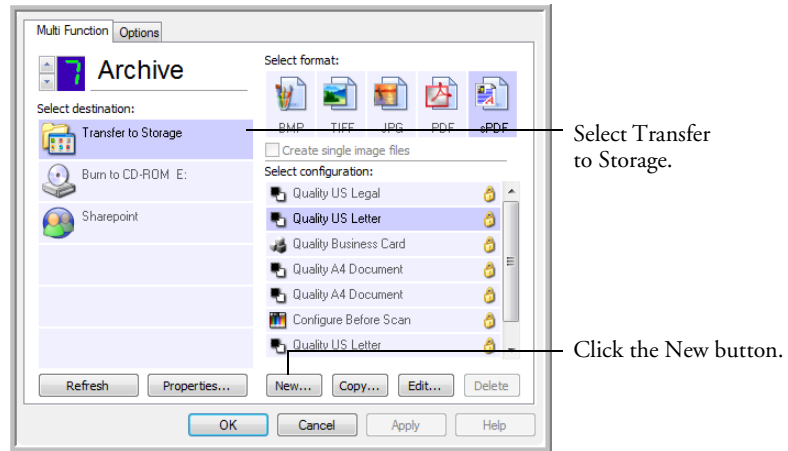 Multi Function Options
7 Archive
Select destination:
Transfer to Storage
Burn to CD-ROM E:
Sharepoint
Refresh Properties...
Select format:
BMP TIFF JPG PDF sPDF
Create single image files
Select configuration:
Quality US Legal
Quality US Letter
Quality Business Card
Quality A4 Document
Quality A4 Document
Configure Before Scan
Quality US Letter
New... Copy... Edit... Delete
OK Cancel Apply Help
Select Transfer
to Storage.
Click the New button.